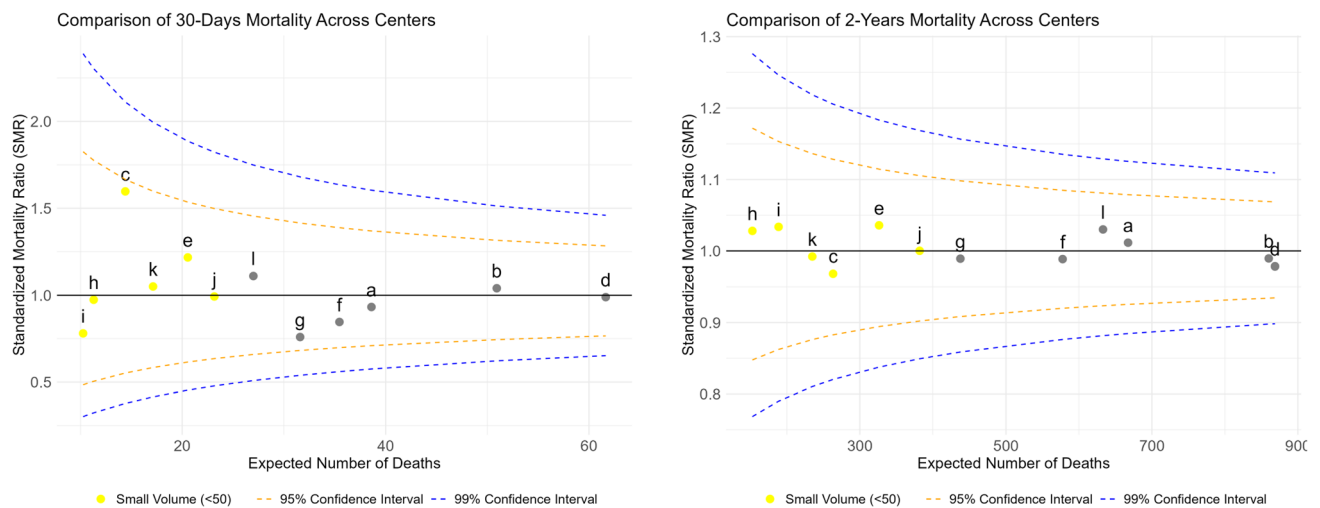 Comparison of 30-Days Mortality Across Centers
Standardized Mortality Ratio (SMR)
2.0
1.5
1.0
0.5
c
e
l
k
h
j
b
d
a
f
g
i
20
40
60
Expected Number of Deaths
Small Volume (<50)
95% Confidence Interval
99% Confidence Interval
Comparison of 2-Years Mortality Across Centers
Standardized Mortality Ratio (SMR)
1.3
1.2
1.1
1.0
0.9
0.8
h
i
e
l
a
k
j
c
g
f
b
d
300
500
700
900
Expected Number of Deaths
Small Volume (<50)
95% Confidence Interval
99% Confidence Interval